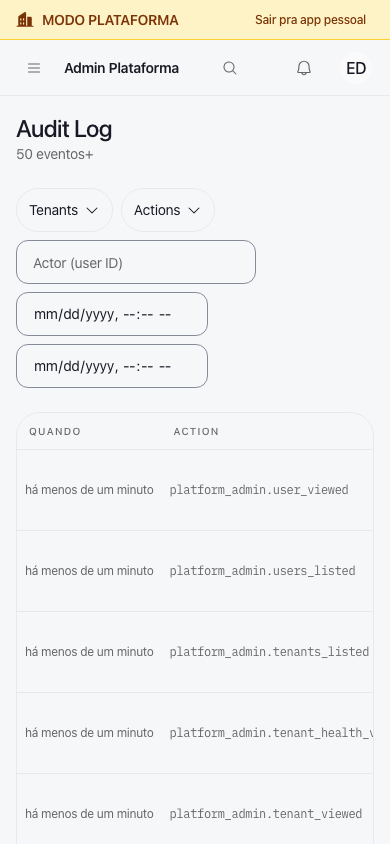 MODO PLATAFORMA
Sair pra app pessoal
Admin Plataforma
ED
Audit Log
50 eventos+
Tenants
Actions
Actor (user ID)
mm/dd/yyyy, --:-- --
mm/dd/yyyy, --:-- --
QUANDO ACTION
há menos de um minuto platform_admin.user_viewed
há menos de um minuto platform_admin.users_listed
há menos de um minuto platform_admin.tenants_listed
há menos de um minuto platform_admin.tenant_health_v
há menos de um minuto platform_admin.tenant_viewed